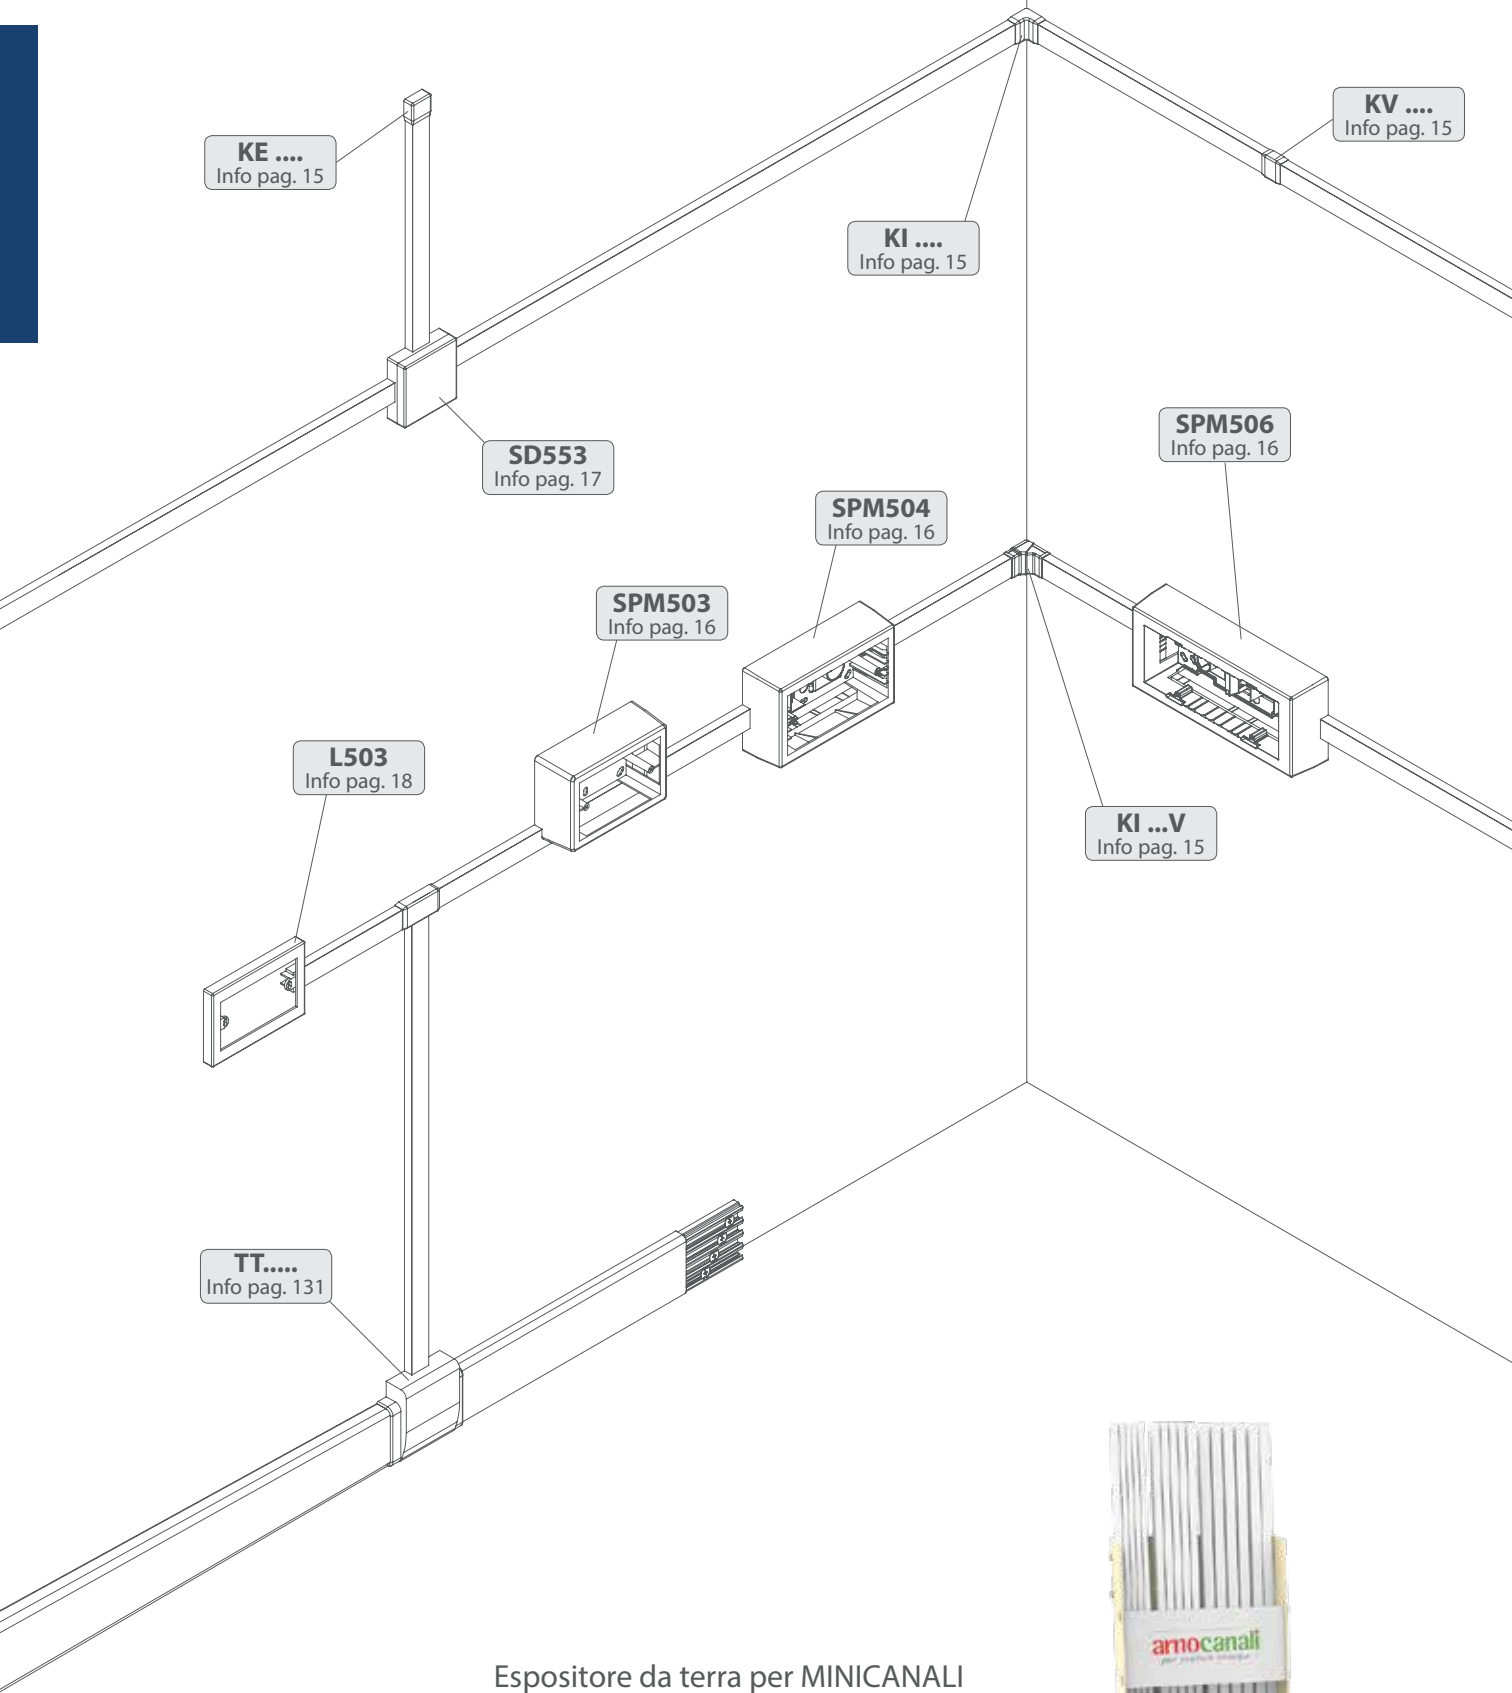 KV ....
Info pag. 15
KE ....
Info pag. 15
KI ....
Info pag. 15
SPM506
Info pag. 16
SD553
Info pag. 17
SPM504
Info pag. 16
SPM503
Info pag. 16
L503
Info pag. 18
KI ...V
Info pag. 15
TT.....
Info pag. 131
arnocanali
Espositore da terra per MINICANALI